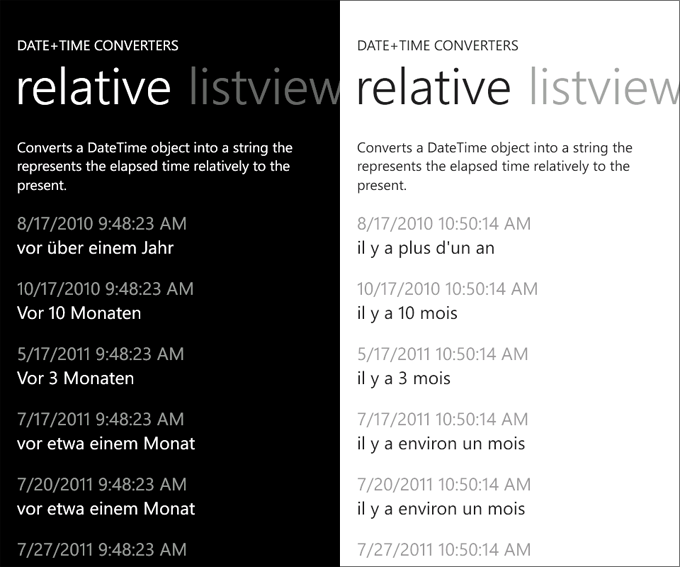 DATE+TIME CONVERTERS
relative listview
Converts a DateTime object into a string the
represents the elapsed time relatively to the
present.
8/17/2010 9:48:23 AM
vor über einem Jahr
10/17/2010 9:48:23 AM
Vor 10 Monaten
5/17/2011 9:48:23 AM
Vor 3 Monaten
7/17/2011 9:48:23 AM
vor etwa einem Monat
7/20/2011 9:48:23 AM
vor etwa einem Monat
7/27/2011 9:48:23 AM
DATE+TIME CONVERTERS
relative listview
Converts a DateTime object into a string the
represents the elapsed time relatively to the
present.
8/17/2010 10:50:14 AM
il y a plus d'un an
10/17/2010 10:50:14 AM
il y a 10 mois
5/17/2011 10:50:14 AM
il y a 3 mois
7/17/2011 10:50:14 AM
il y a environ un mois
7/20/2011 10:50:14 AM
il y a environ un mois
7/27/2011 10:50:14 AM